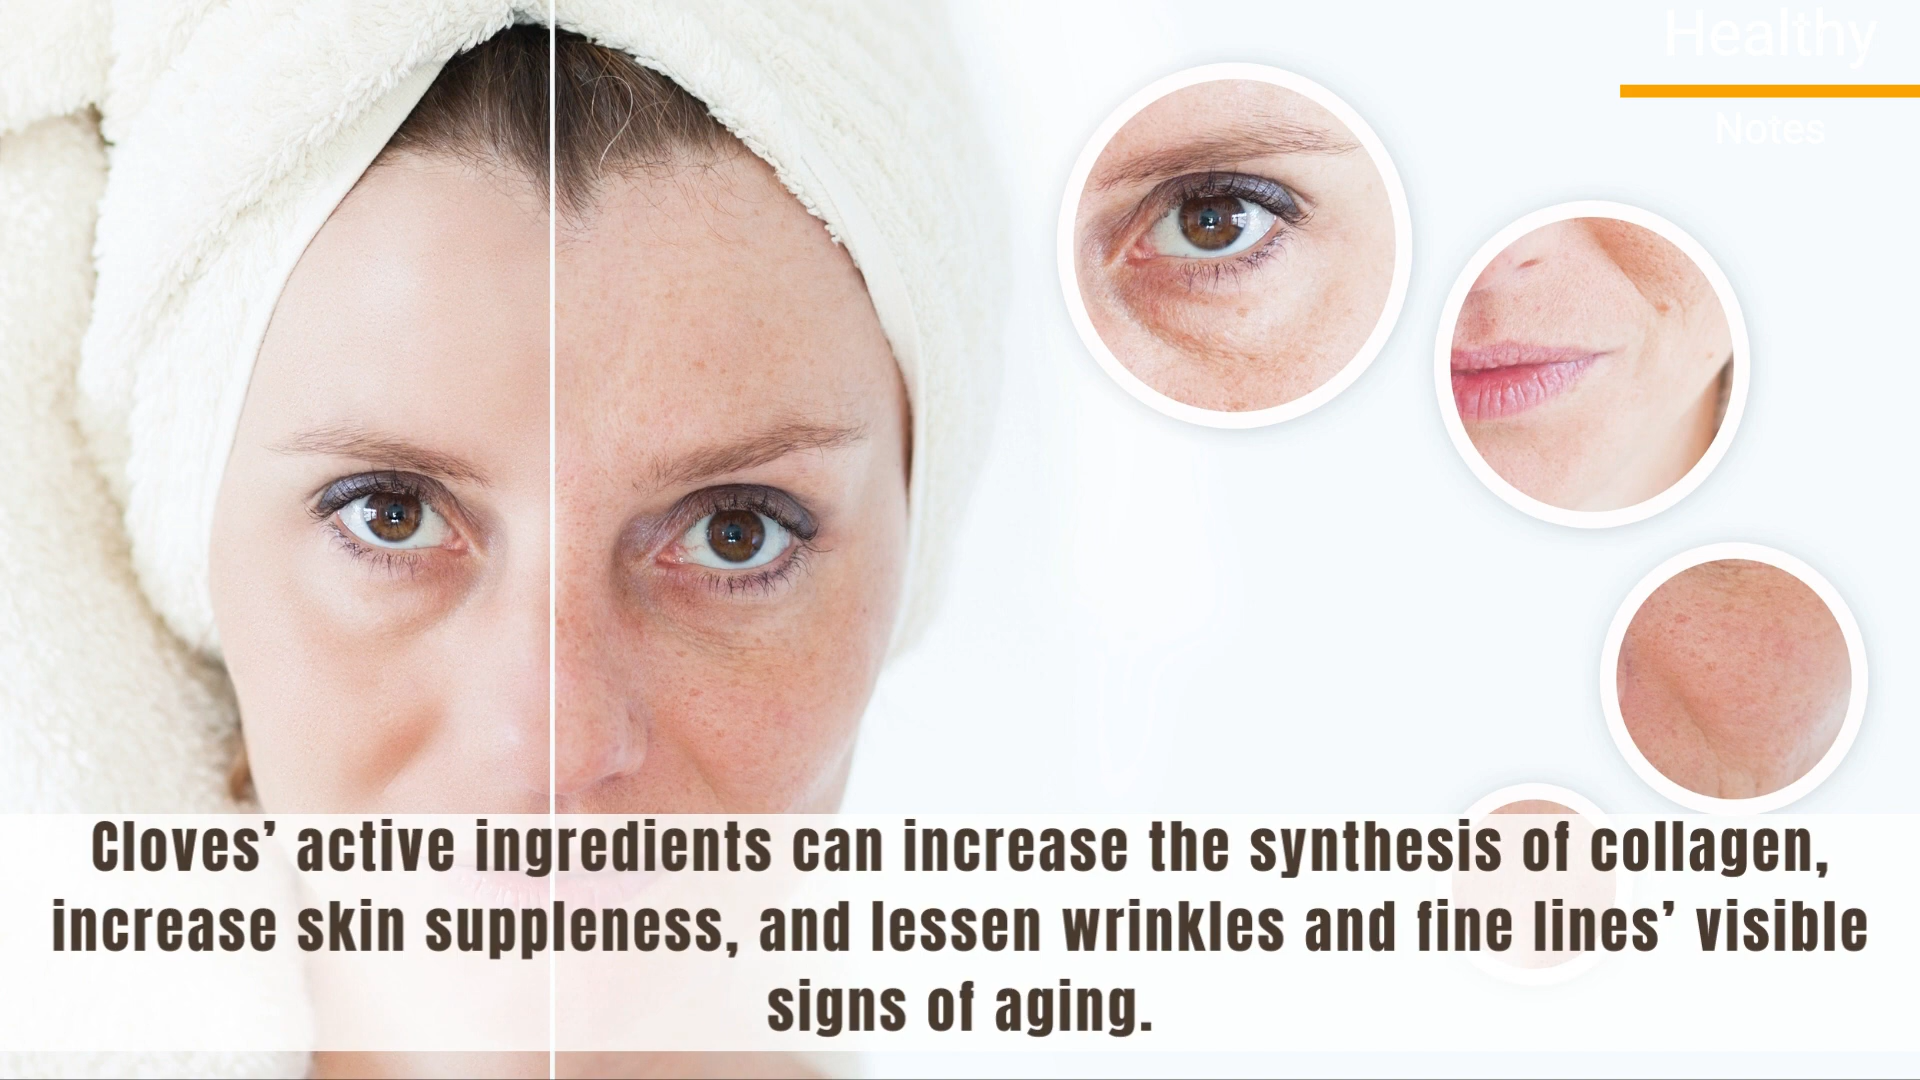 Healthy
Notes
Cloves’ active ingredients can increase the synthesis of collagen,
increase skin suppleness, and lessen wrinkles and fine lines’ visible
signs of aging.